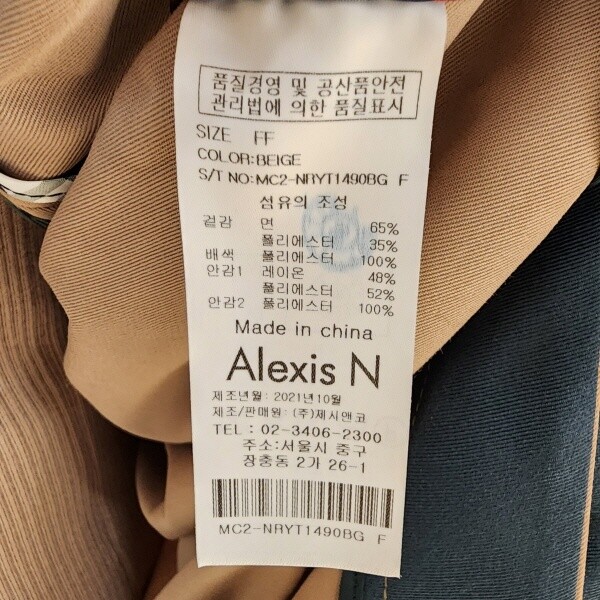 품질경영 및 공산품안전
관리법에 의한 품질표시
SIZE FF
COLOR:BEIGE
S/T NO:MC2-NRYT1490BG F
섬유의 조성
겉감 면 65%
폴리에스터 35%
배색 폴리에스터 100%
안감1 레이온 48%
폴리에스터 52%
안감2 폴리에스터 100%
Made in china
Alexis N
제조년월: 2021년10월
제조/판매원: (주)제시앤코
TEL : 02-3406-2300
주소:서울시 중구
장충동 2가 26-1
MC2-NRYT1490BG F